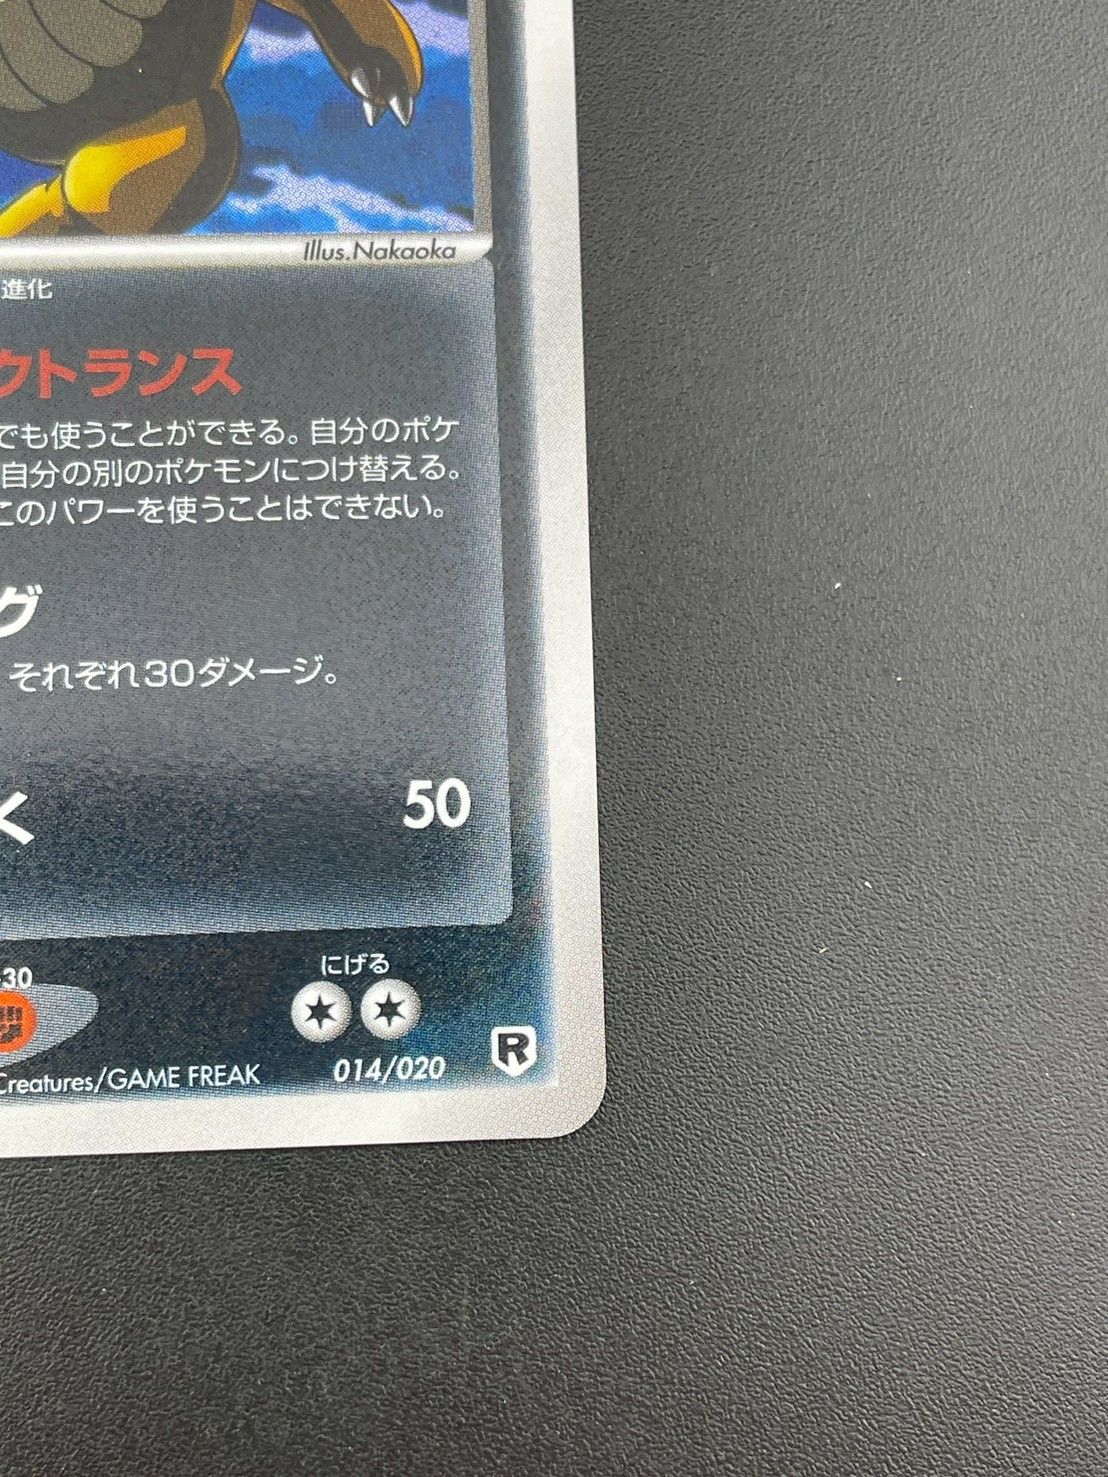 Illus.Nakaoka
進化
クトランス
でも使うことができる。自分のポケ
自分の別のポケモンにつけ替える。
このパワーを使うことはできない。
グ
それぞれ30ダメージ。
く 50
30 にげる
Creatures/GAME FREAK 014/020 R